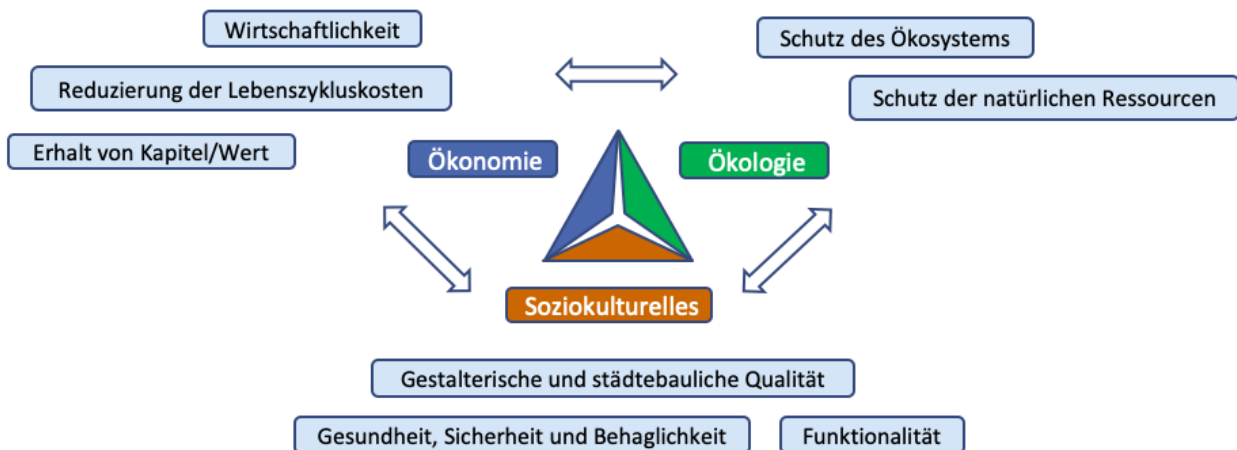 Wirtschaftlichkeit
Schutz des Ökosystems
Reduzierung der Lebenszykluskosten
Schutz der natürlichen Ressourcen
Erhalt von Kapitel/Wert
Ökonomie
Ökologie
Soziokulturelles
Gestalterische und städtebauliche Qualität
Gesundheit, Sicherheit und Behaglichkeit
Funktionalität